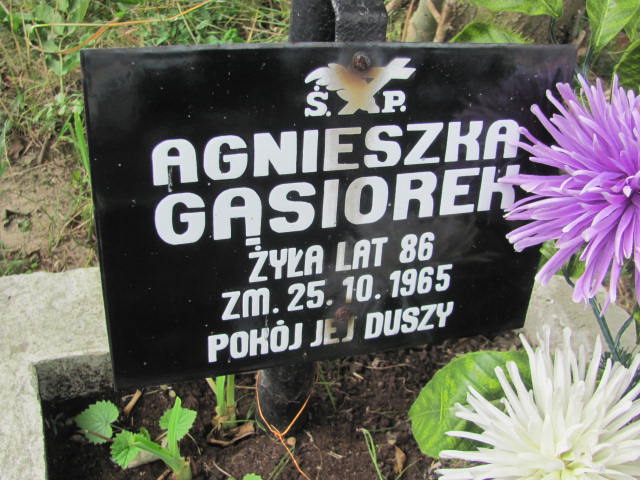 Ś. P.
AGNIESZKA
GĄSIOREK
ŻYŁA LAT 86
ZM. 25. 10. 1965
POKÓJ JEJ DUSZY